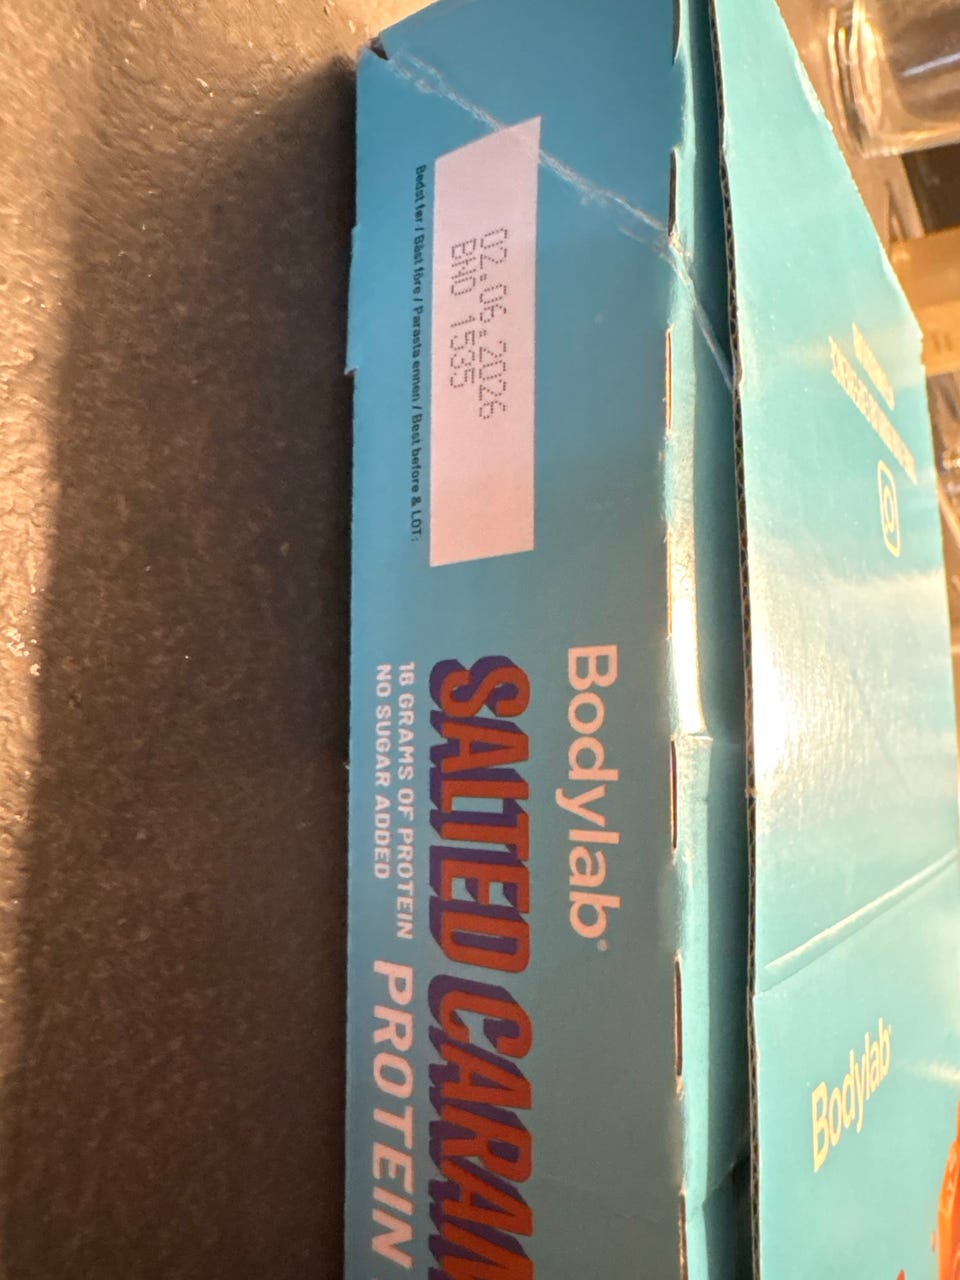 Bedst før / Bäst före / Parasta ennen / Best before & LOT:
02.06.2026
BMO 1535
Bodylab®
SALTED CARAM
18 GRAMS OF PROTEIN
NO SUGAR ADDED
PROTEIN
Bodylab